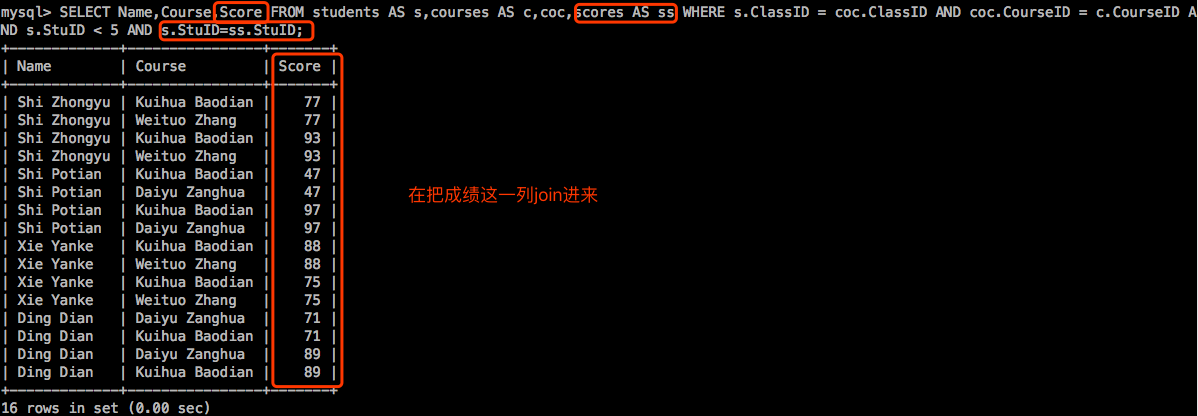 mysql> SELECT Name,Course,Score FROM students AS s,courses AS c,coc,scores AS ss WHERE s.ClassID = coc.ClassID AND coc.CourseID = c.CourseID A
ND s.StuID < 5 AND s.StuID=ss.StuID;
+-------------+----------------+-------+
| Name | Course | Score |
+-------------+----------------+-------+
| Shi Zhongyu | Kuihua Baodian | 77 |
| Shi Zhongyu | Weituo Zhang | 77 |
| Shi Zhongyu | Kuihua Baodian | 93 |
| Shi Zhongyu | Weituo Zhang | 93 |
| Shi Potian | Kuihua Baodian | 47 |
| Shi Potian | Daiyu Zanghua | 47 |
| Shi Potian | Kuihua Baodian | 97 |
| Shi Potian | Daiyu Zanghua | 97 |
| Xie Yanke | Kuihua Baodian | 88 |
| Xie Yanke | Weituo Zhang | 88 |
| Xie Yanke | Kuihua Baodian | 75 |
| Xie Yanke | Weituo Zhang | 75 |
| Ding Dian | Daiyu Zanghua | 71 |
| Ding Dian | Kuihua Baodian | 71 |
| Ding Dian | Daiyu Zanghua | 89 |
| Ding Dian | Kuihua Baodian | 89 |
+-------------+----------------+-------+
16 rows in set (0.00 sec)
在把成绩这一列join进来